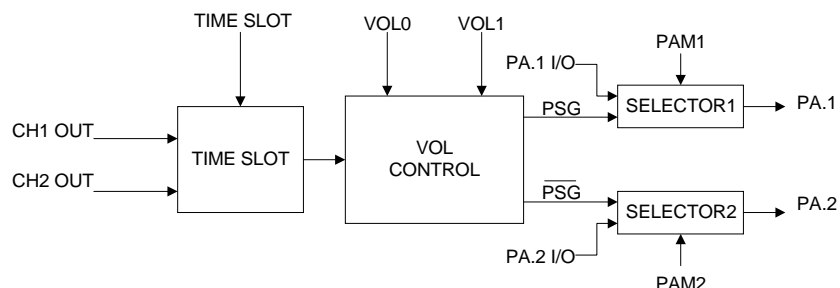 TIME SLOT
VOL0
VOL1
PAM1
PA.1 I/O
SELECTOR1
PA.1
PSG
CH1 OUT
TIME SLOT
VOL
CONTROL
CH2 OUT
PSG
SELECTOR2
PA.2
PA.2 I/O
PAM2